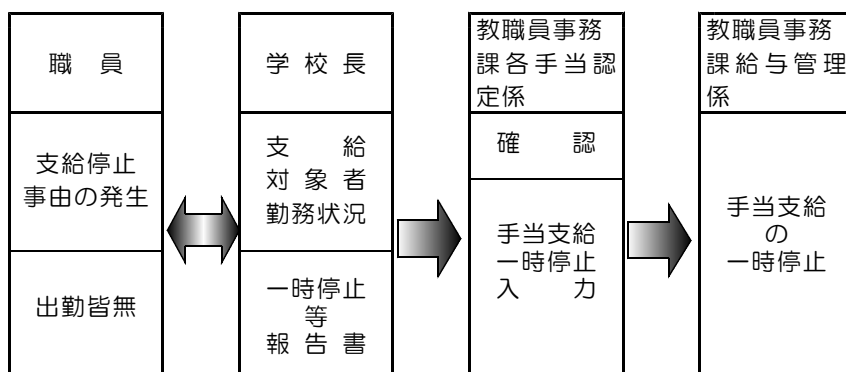 職 員
支給停止
事由の発生
出勤皆無
学 校 長
支 給
対 象 者
勤務状況
一時停止
等
報 告 書
教職員事務
課各手当認
定係
確 認
手当支給
一時停止
入 力
教職員事務
課給与管理
係
手当支給
の
一時停止